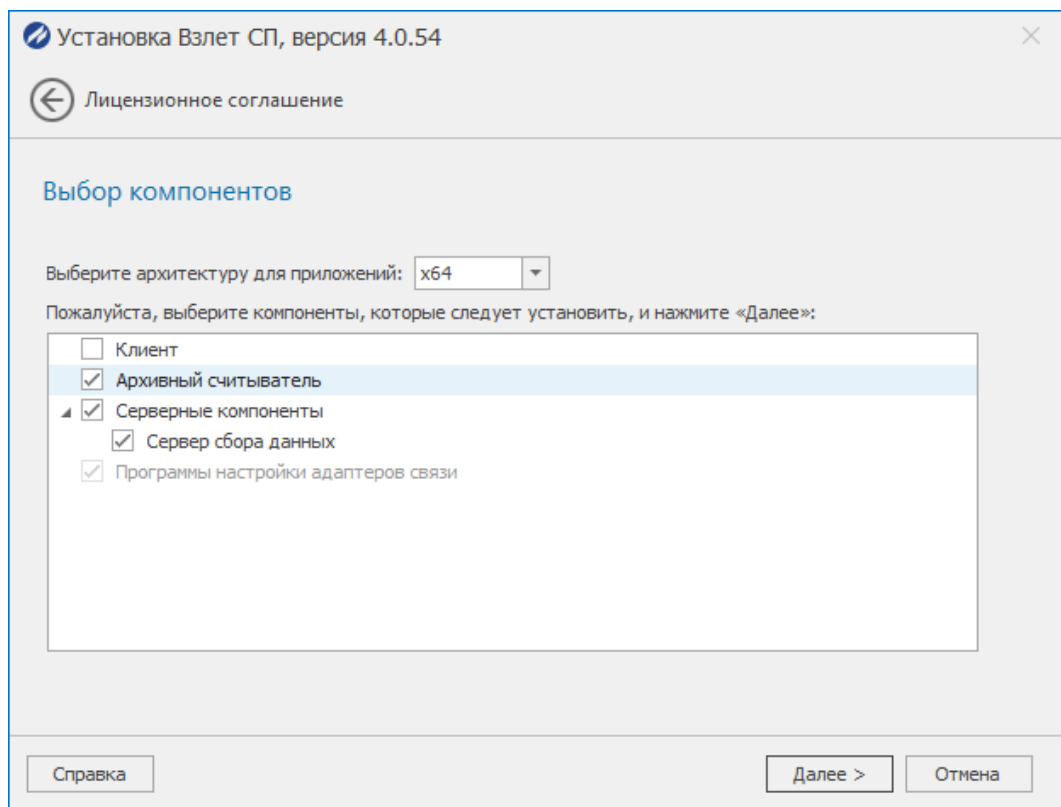 Установка Взлет СП, версия 4.0.54
Лицензионное соглашение
Выбор компонентов
Выберите архитектуру для приложений: x64
Пожалуйста, выберите компоненты, которые следует установить, и нажмите «Далее»:
Клиент
Архивный считыватель
Серверные компоненты
Сервер сбора данных
Программы настройки адаптеров связи
Справка Далее > Отмена